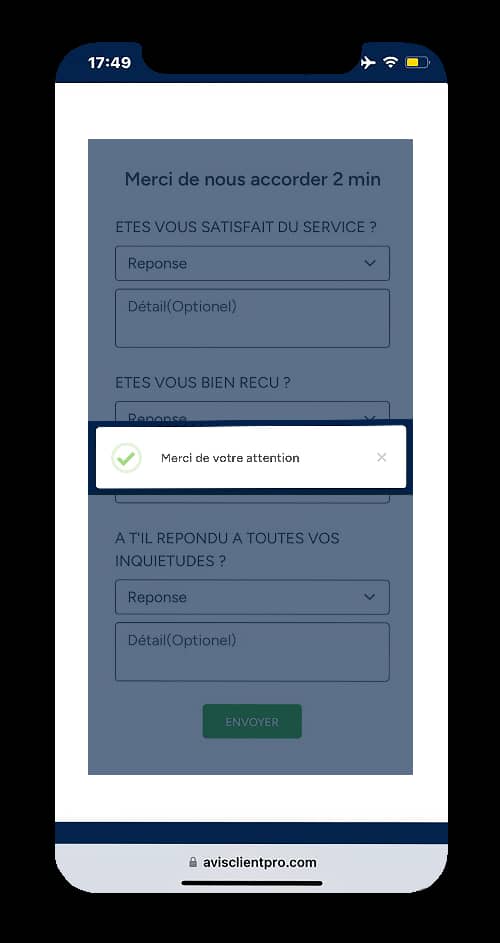 17:49
Merci de nous accorder 2 min
ETES VOUS SATISFAIT DU SERVICE ?
Reponse
Détail(Optionel)
ETES VOUS BIEN RECU ?
Reponse
Merci de votre attention
A T'IL REPONDU A TOUTES VOS
INQUIETUDES ?
Reponse
Détail(Optionel)
ENVOYER
avisclientpro.com